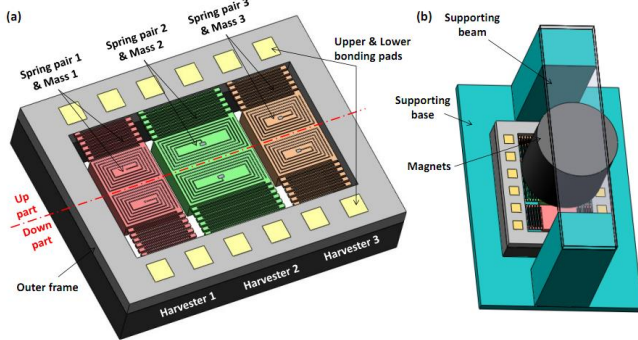 (a)
Spring pair 1
& Mass 1
Spring pair 2
& Mass 2
Spring pair 3
& Mass 3
Upper & Lower
bonding pads
Up
part
Down
part
Outer frame
Harvester 1
Harvester 2
Harvester 3
(b)
Supporting
beam
Supporting
base
Magnets